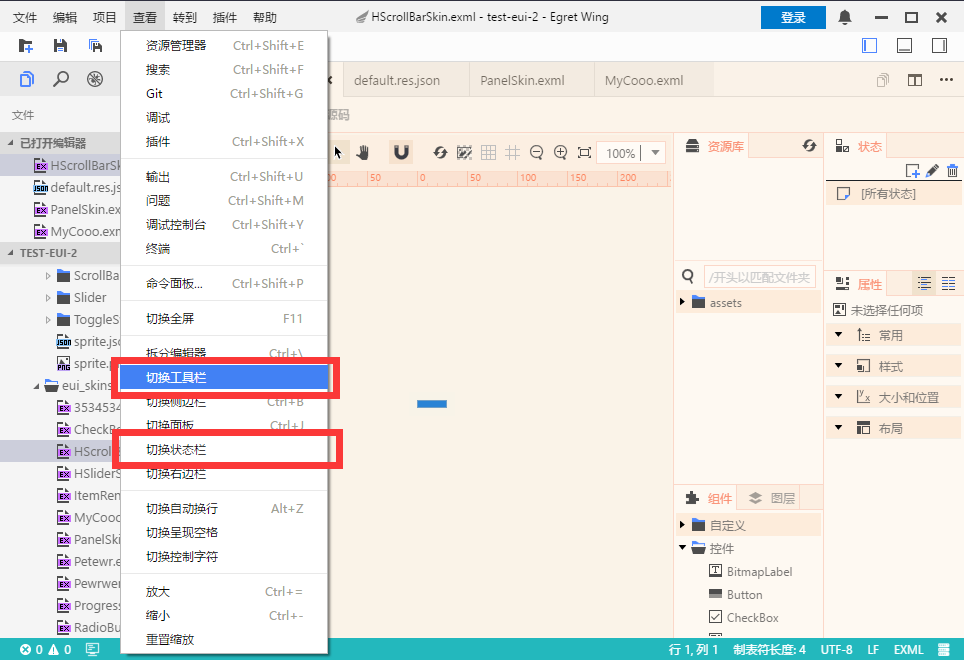 文件 编辑 项目 查看 转到 插件 帮助 HScrollBarSkin.exml - test-eui-2 - Egret Wing 登录
文件
已打开编辑器
HScrollBarSk
default.res.js
PanelSkin.ex
MyCooo.exm
TEST-EUI-2
ScrollBa
Slider
ToggleS
sprite.jsc
sprite.p
eui_skins
3534534
CheckBo
HScroll
HSliderS
ItemRen
MyCooo
PanelSki
Petewr.e
Pewrwer
Progress
RadioBu
资源管理器 Ctrl+Shift+E
搜索 Ctrl+Shift+F
Git Ctrl+Shift+G
调试
插件 Ctrl+Shift+X
输出 Ctrl+Shift+U
问题 Ctrl+Shift+M
调试控制台 Ctrl+Shift+Y
终端 Ctrl+`
命令面板... Ctrl+Shift+P
切换全屏 F11
拆分编辑器 Ctrl+\
切换工具栏
切换侧边栏 Ctrl+B
切换面板 Ctrl+J
切换状态栏
切换右边栏
切换自动换行 Alt+Z
切换呈现空格
切换控制字符
放大 Ctrl+=
缩小 Ctrl+-
重置缩放
default.res.json PanelSkin.exml MyCooo.exml
源码
100%
50 0 50 100 150 200
资源库
/开头以匹配文件夹
assets
组件 图层
自定义
控件
BitmapLabel
Button
CheckBox
状态
[所有状态]
属性
未选择任何项
常用
样式
大小和位置
布局
0 0 行 1, 列 1 制表符长度: 4 UTF-8 LF EXML